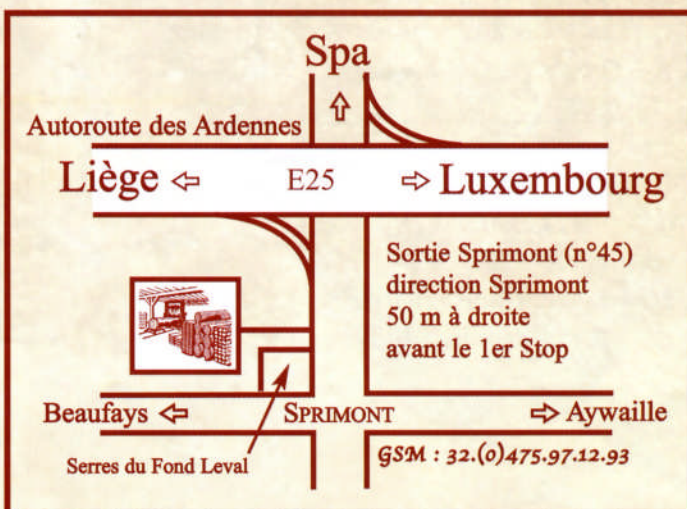 Spa
Autoroute des Ardennes
Liège E25 Luxembourg
Sortie Sprimont (n°45)
direction Sprimont
50 m à droite
avant le 1er Stop
Beaufays SPRIMONT Aywaille
Serres du Fond Leval
GSM : 32.(0)475.97.12.93